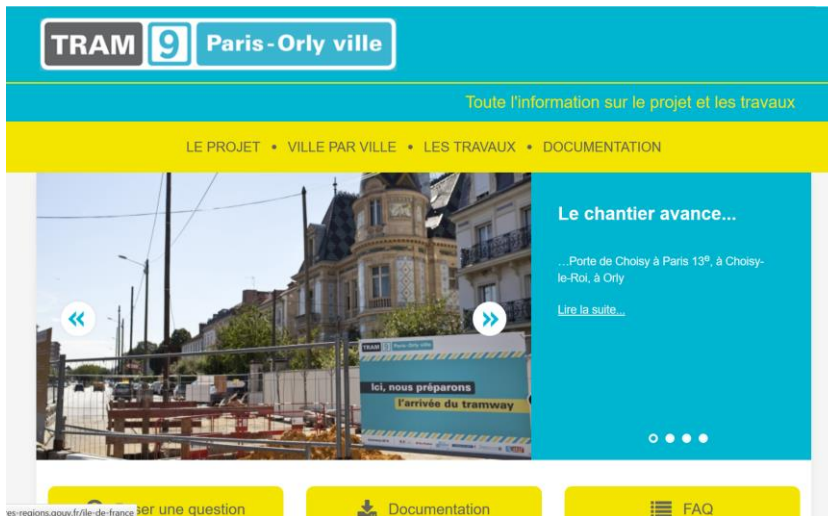 TRAM 9 Paris-Orly ville
Toute l'information sur le projet et les travaux
LE PROJET • VILLE PAR VILLE • LES TRAVAUX • DOCUMENTATION
Le chantier avance...
...Porte de Choisy à Paris 13e, à Choisy-
le-Roi, à Orly
Lire la suite...
TRAM 9 Paris-Orly ville
Ici, nous préparons
l'arrivée du tramway
une question
Documentation
FAQ
regions.gouv.fr/ile-de-france